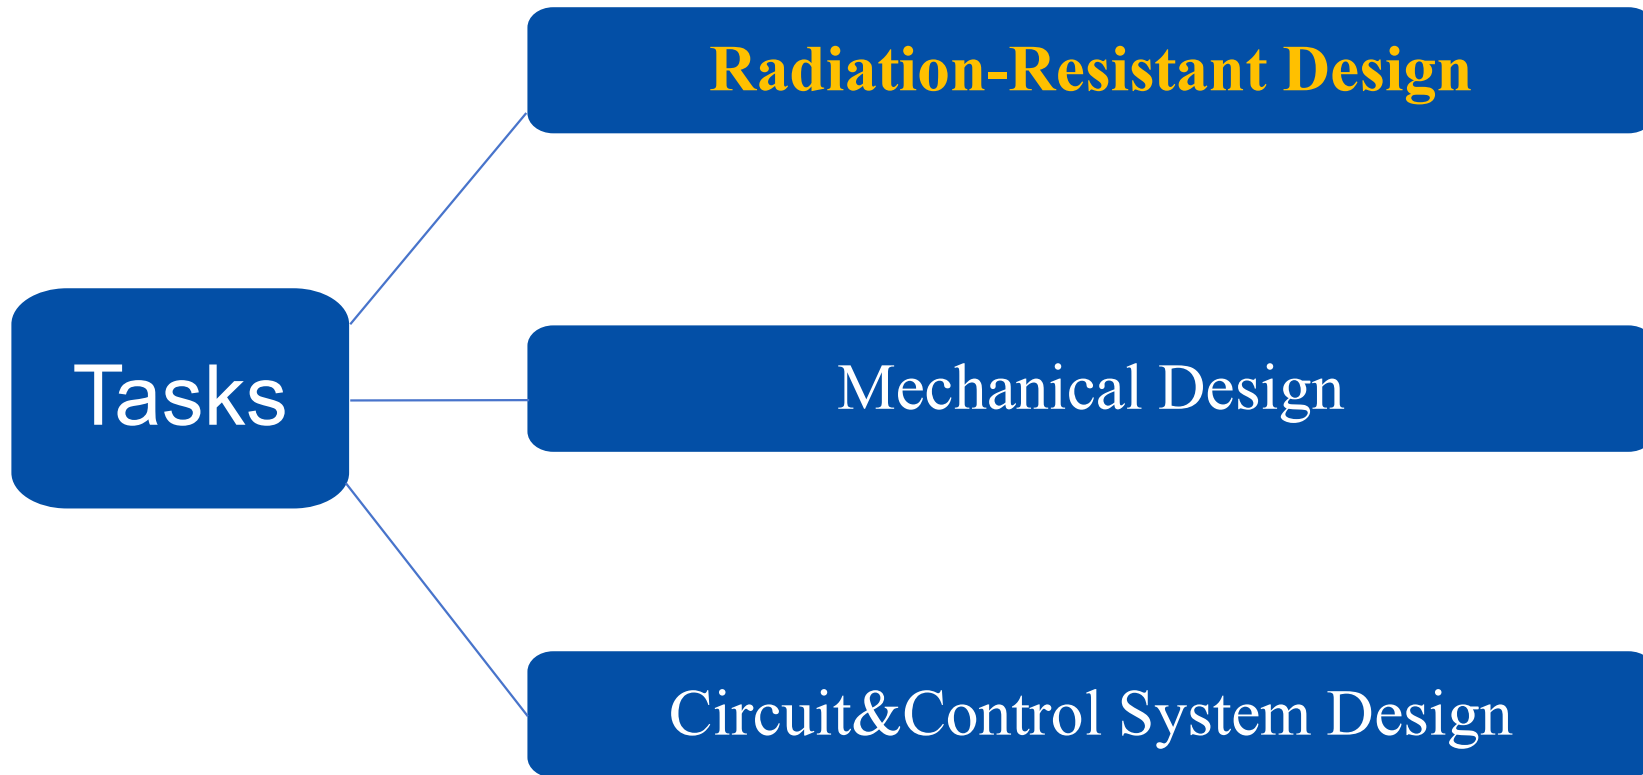 Radiation-Resistant Design
Tasks
Mechanical Design
Circuit&Control System Design